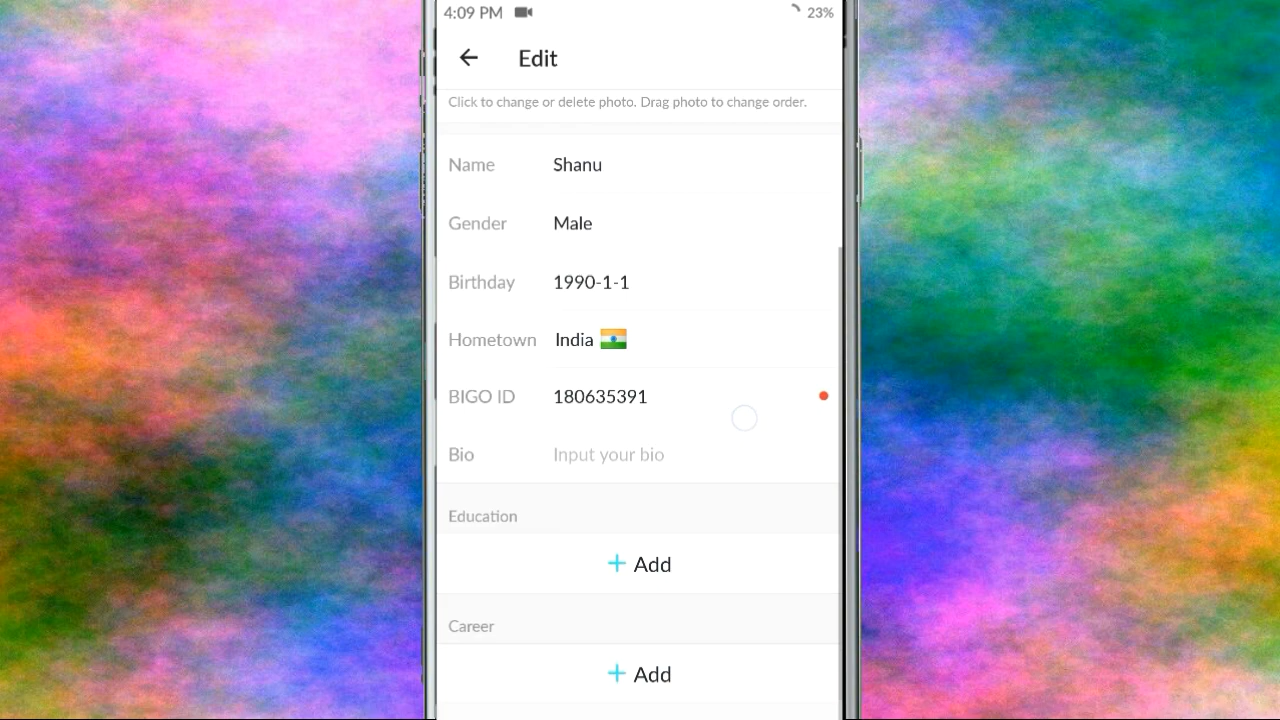 4:09 PM 23%
Edit
Click to change or delete photo. Drag photo to change order.
Name Shanu
Gender Male
Birthday 1990-1-1
Hometown India
BIGO ID 180635391
Bio Input your bio
Education
+ Add
Career
+ Add